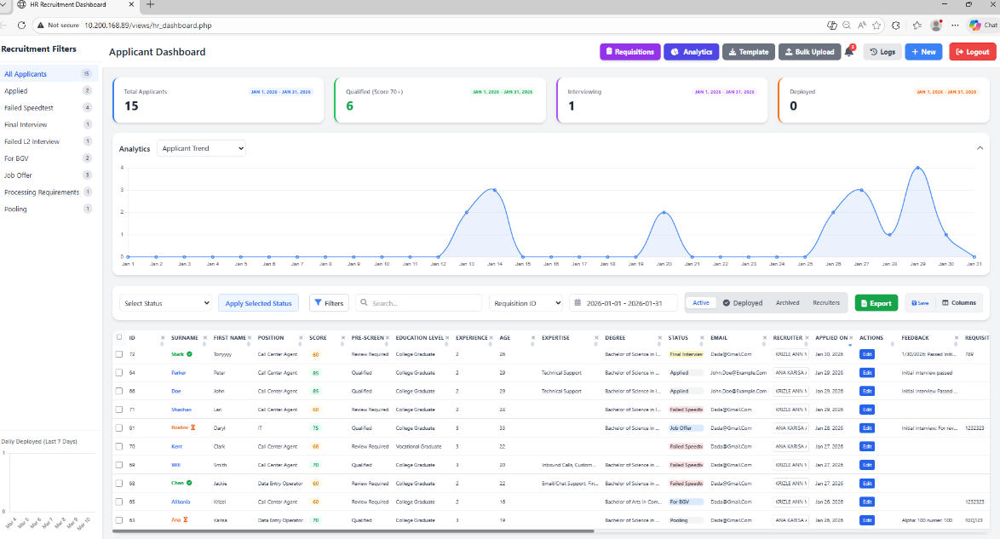 HR Recruitment Dashboard
Not secure 10.200.168.89/views/hr_dashboard.php
Chat
Recruitment Filters
All Applicants 15
Applied 2
Failed Speedtest 4
Final Interview 1
Failed L2 Interview 1
For BGV 2
Job Offer 3
Processing Requirements 1
Pooling 1
Daily Deployed (Last 7 Days)
1
0
Mar 4 Mar 5 Mar 6 Mar 7 Mar 8 Mar 9 Mar 10
Applicant Dashboard
Requisitions Analytics Template Bulk Upload Logs + New Logout
Total Applicants JAN 1, 2026 - JAN 31, 2026
15
Qualified (Score 70+) JAN 1, 2026 - JAN 31, 2026
6
Interviewing JAN 1, 2026 - JAN 31, 2026
1
Deployed JAN 1, 2026 - JAN 31, 2026
0
Analytics Applicant Trend
4
3
2
1
0
Jan 1 Jan 2 Jan 3 Jan 4 Jan 5 Jan 6 Jan 7 Jan 8 Jan 9 Jan 10 Jan 11 Jan 12 Jan 13 Jan 14 Jan 15 Jan 16 Jan 17 Jan 18 Jan 19 Jan 20 Jan 21 Jan 22 Jan 23 Jan 24 Jan 25 Jan 26 Jan 27 Jan 28 Jan 29 Jan 30 Jan 31
Select Status Apply Selected Status Filters Search... Requisition ID 2026-01-01 - 2026-01-31 Active Deployed Archived Recruiters Export Save Columns
ID SURNAME FIRST NAME POSITION SCORE PRE-SCREEN EDUCATION LEVEL EXPERIENCE AGE EXPERTISE DEGREE STATUS EMAIL RECRUITER APPLIED ON ACTIONS FEEDBACK REQUISIT
72 Stark Tonyyyy Call Center Agent 60 Review Required College Graduate 2 26 Bachelor of Science in ... Final Interview Dada@Gmail.Com KRIZLE ANN Jan 30, 2026 Edit 1/30/2026: Passed Initi... 789
64 Parker Peter Call Center Agent 85 Qualified College Graduate 2 29 Technical Support Bachelor of Science in I... Applied John.Doe@Example.Com ANA KARISA Jan 29, 2026 Edit initial interview passed
66 Doe John Call Center Agent 85 Qualified College Graduate 2 29 Technical Support Bachelor of Science in I... Applied John.Doe@Example.Com ANA KARISA Jan 29, 2026 Edit Initial Interview Passed ...
71 Shaohao Lari Call Center Agent 60 Review Required College Graduate 2 24 Bachelor of Science in I... Failed Speedte Dada@Gmail.Com KRIZLE ANN Jan 29, 2026 Edit
61 Roallos Daryl IT 75 Qualified College Graduate 5 33 Bachelor of Science in I... Job Offer Dada@Gmail.Com ANA KARISA Jan 28, 2026 Edit Initial interview: For rev... 1232323
70 Kent Clark Call Center Agent 68 Review Required Vocational Graduate 3 22 Failed Speedte Dada@Gmail.Com KRIZLE ANN Jan 27, 2026 Edit
69 Will Smith Call Center Agent 70 Qualified College Graduate 3 20 Inbound Calls, Custom... Bachelor of Science in ... Failed Speedte Dada@Gmail.Com KRIZLE ANN Jan 27, 2026 Edit
68 Chan Jackie Data Entry Operator 60 Review Required College Graduate 2 22 Email/Chat Support, Fin... Bachelor of Science in ... Failed Speedte Dada@Gmail.Com KRIZLE ANN Jan 27, 2026 Edit
65 Alibania Krizel Call Center Agent 60 Review Required College Graduate 2 16 Bachelor of Arts in Com... For BGV Dada@Gmail.Com KRIZLE ANN Jan 26, 2026 Edit 1232323
63 Ana Karisa Data Entry Operator 70 Qualified College Graduate 3 19 Bachelor of Science in ... Pooling Dada@Gmail.Com ANA KARISA Jan 26, 2026 Edit Alpha: 100 numer: 100 REQ123